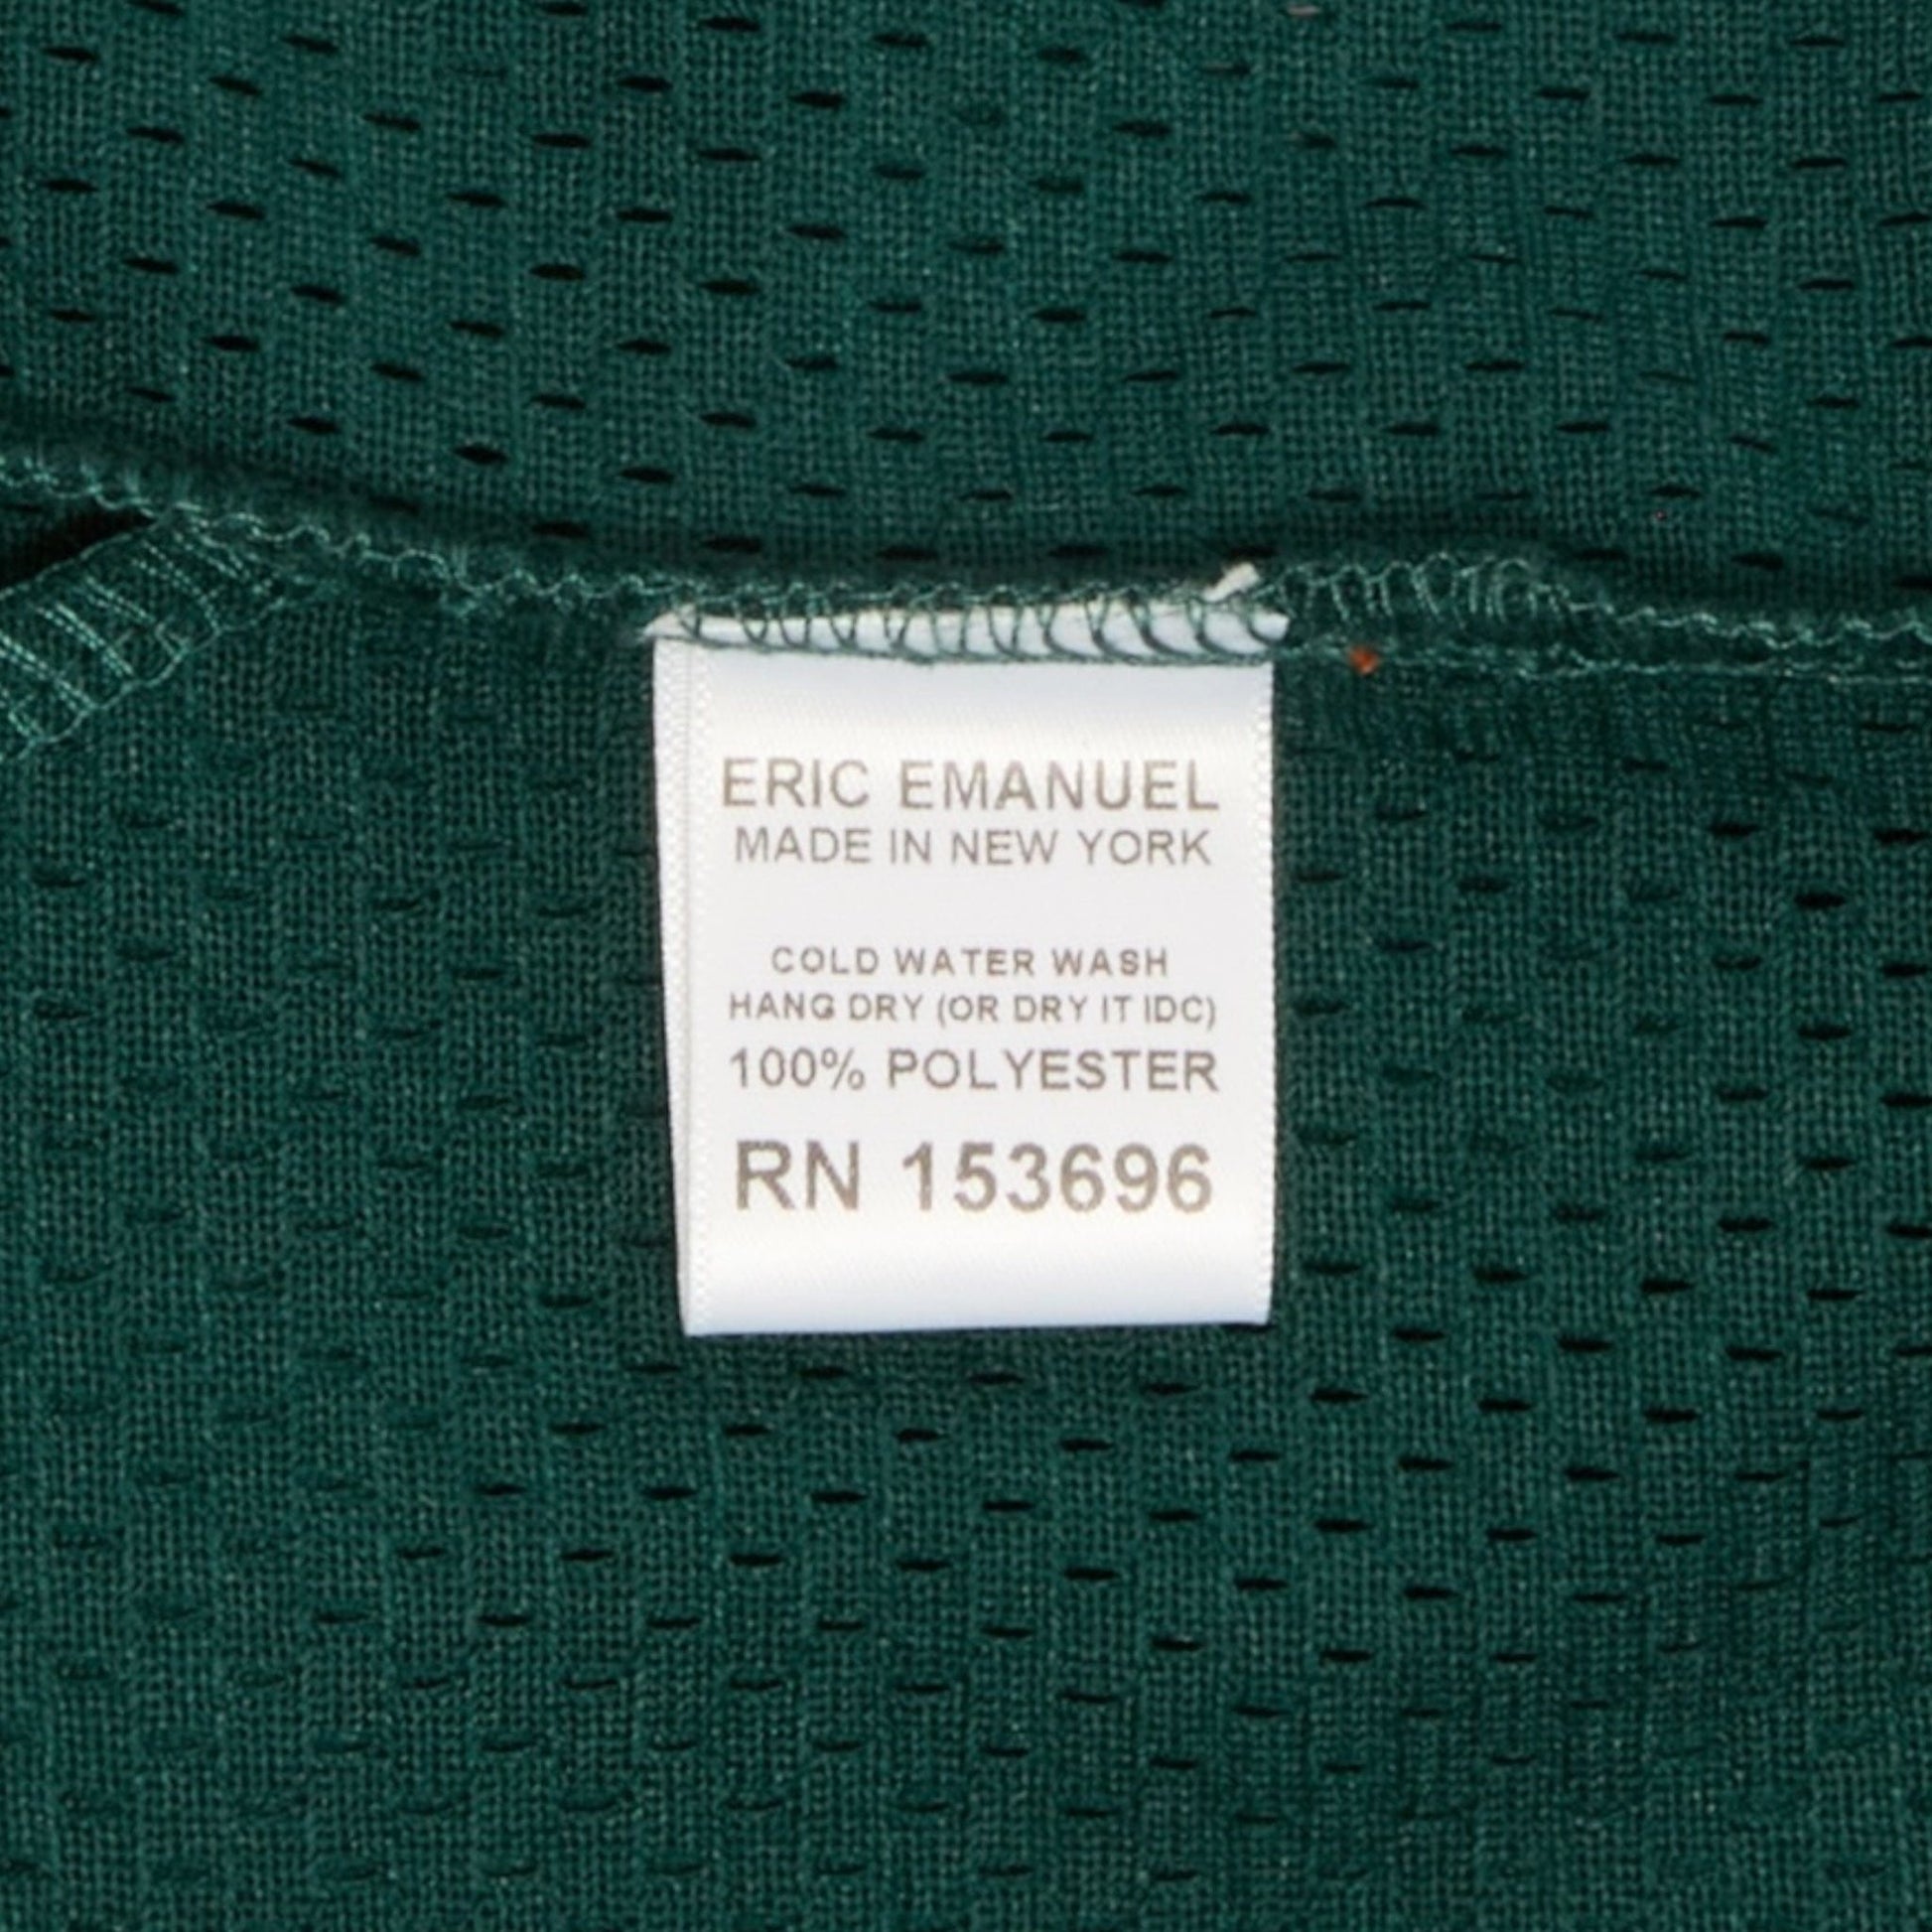 ERIC EMANUEL
MADE IN NEW YORK
COLD WATER WASH
HANG DRY (OR DRY IT IDC)
100% POLYESTER
RN 153696